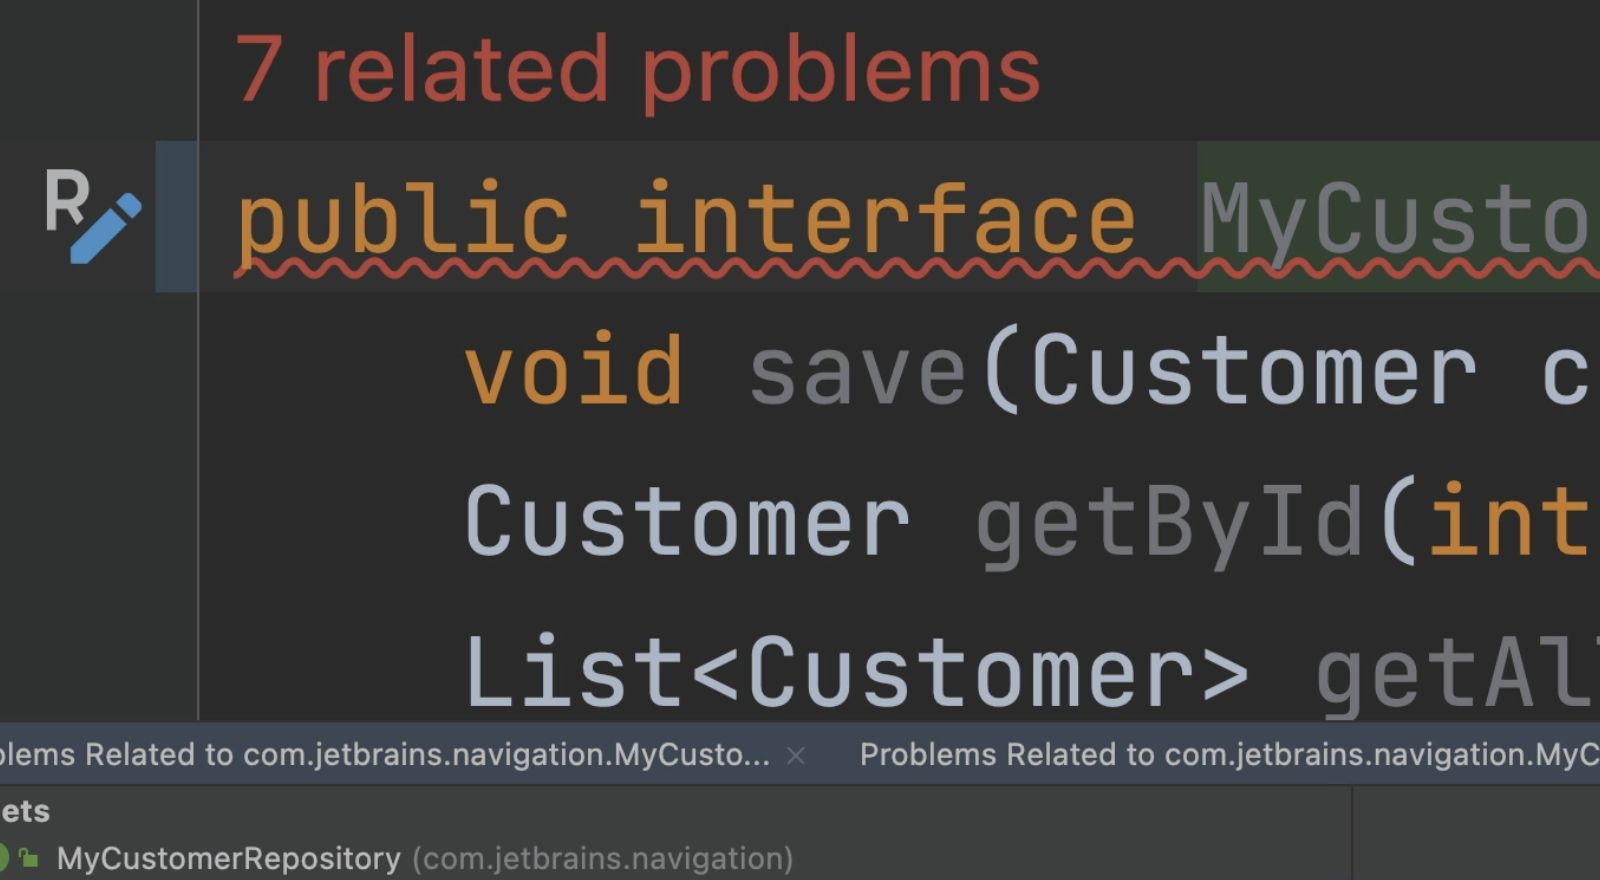 7 related problems
R
public interface MyCusto
void save(Customer c
Customer getById(int
List<Customer> getAl
lems Related to com.jetbrains.navigation.MyCusto... × Problems Related to com.jetbrains.navigation.MyC
ets
MyCustomerRepository (com.jetbrains.navigation)